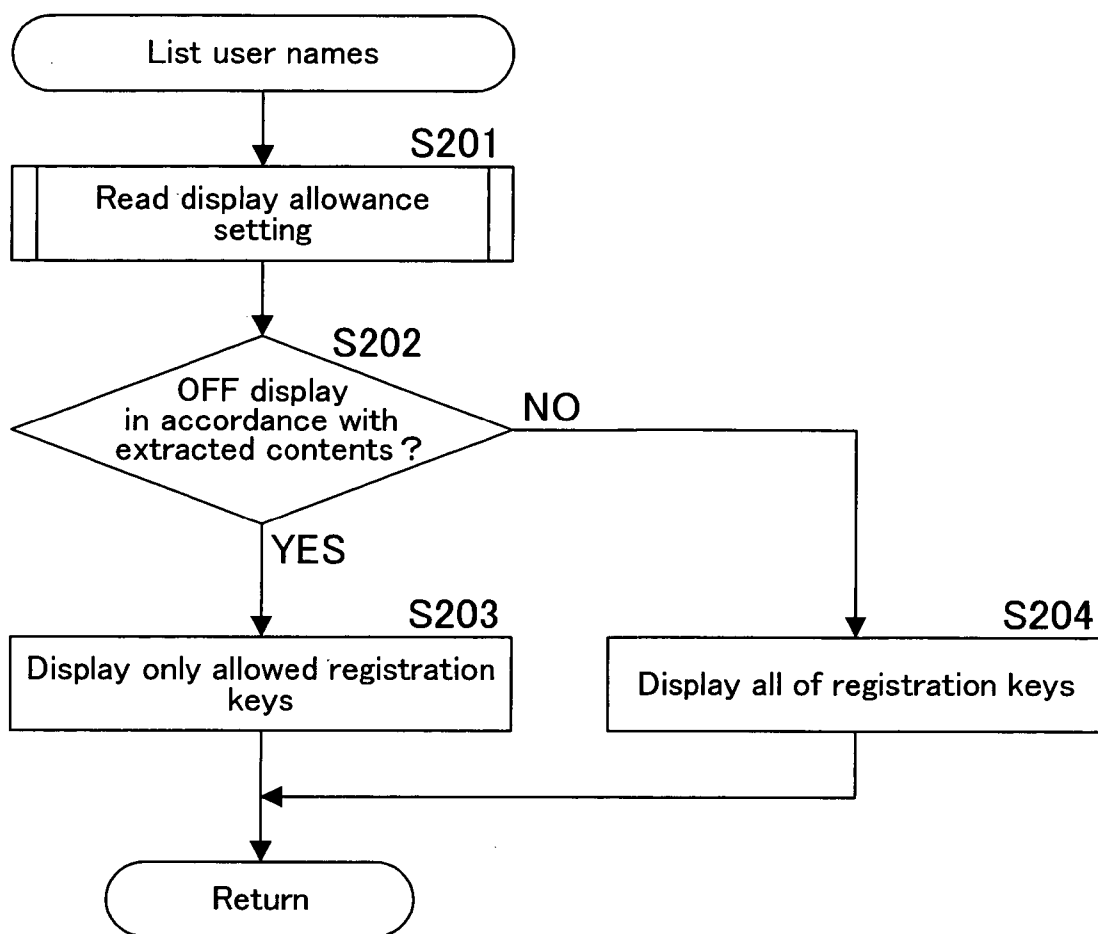 List user names
S201
Read display allowance
setting
S202
OFF display
in accordance with
extracted contents ?
NO
YES
S203
Display only allowed registration
keys
S204
Display all of registration keys
Return